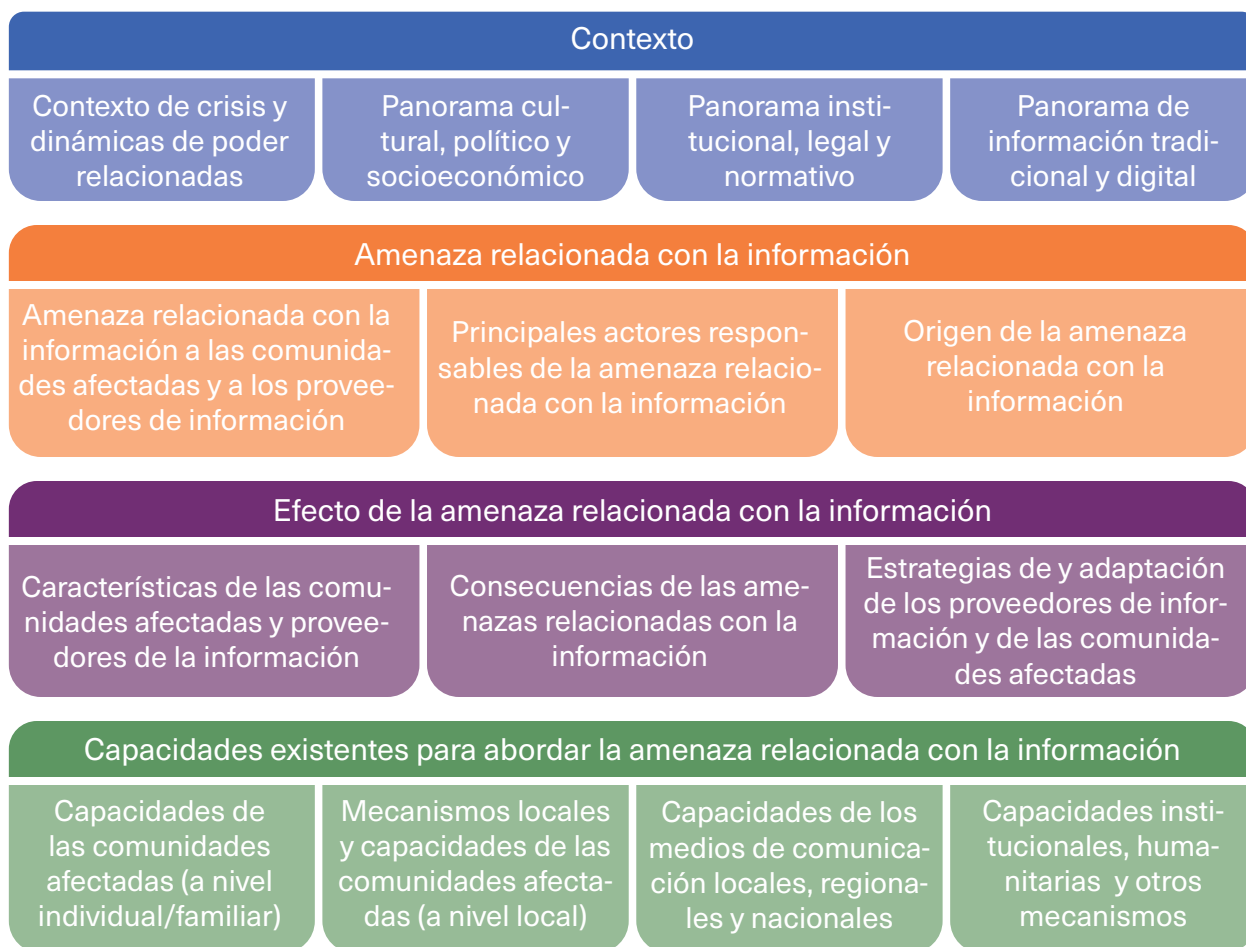 Contexto
Contexto de crisis y
dinámicas de poder
relacionadas
Panorama cul-
tural, político y
socioeconómico
Panorama insti-
tucional, legal y
normativo
Panorama de
información tradi-
cional y digital
Amenaza relacionada con la información
Amenaza relacionada con la
información a las comunida-
des afectadas y a los provee-
dores de información
Principales actores respon-
sables de la amenaza relacio-
nada con la información
Origen de la amenaza
relacionada con la
información
Efecto de la amenaza relacionada con la información
Características de las comu-
nidades afectadas y provee-
dores de la información
Consecuencias de las ame-
nazas relacionadas con la
información
Estrategias de y adaptación
de los proveedores de infor-
mación y de las comunida-
des afectadas
Capacidades existentes para abordar la amenaza relacionada con la información
Capacidades de
las comunidades
afectadas (a nivel
individual/familiar)
Mecanismos locales
y capacidades de las
comunidades afecta-
das (a nivel local)
Capacidades de los
medios de comunica-
ción locales, regiona-
les y nacionales
Capacidades insti-
tucionales, huma-
nitarias  y otros
mecanismos